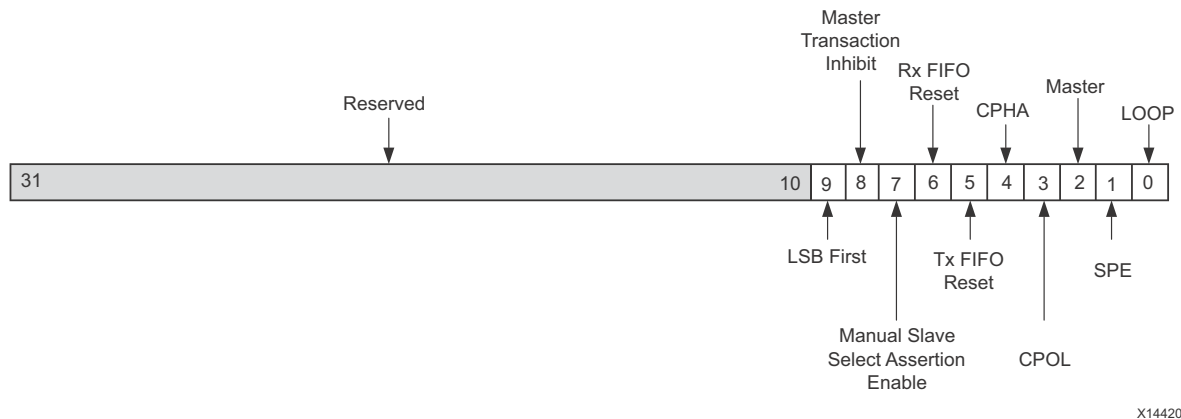 Master
Transaction
Inhibit
Rx FIFO
Reset
Reserved
CPHA
Master
LOOP
31
10
9
8
7
6
5
4
3
2
1
0
LSB First
Tx FIFO
Reset
SPE
Manual Slave
Select Assertion
Enable
CPOL
X14420